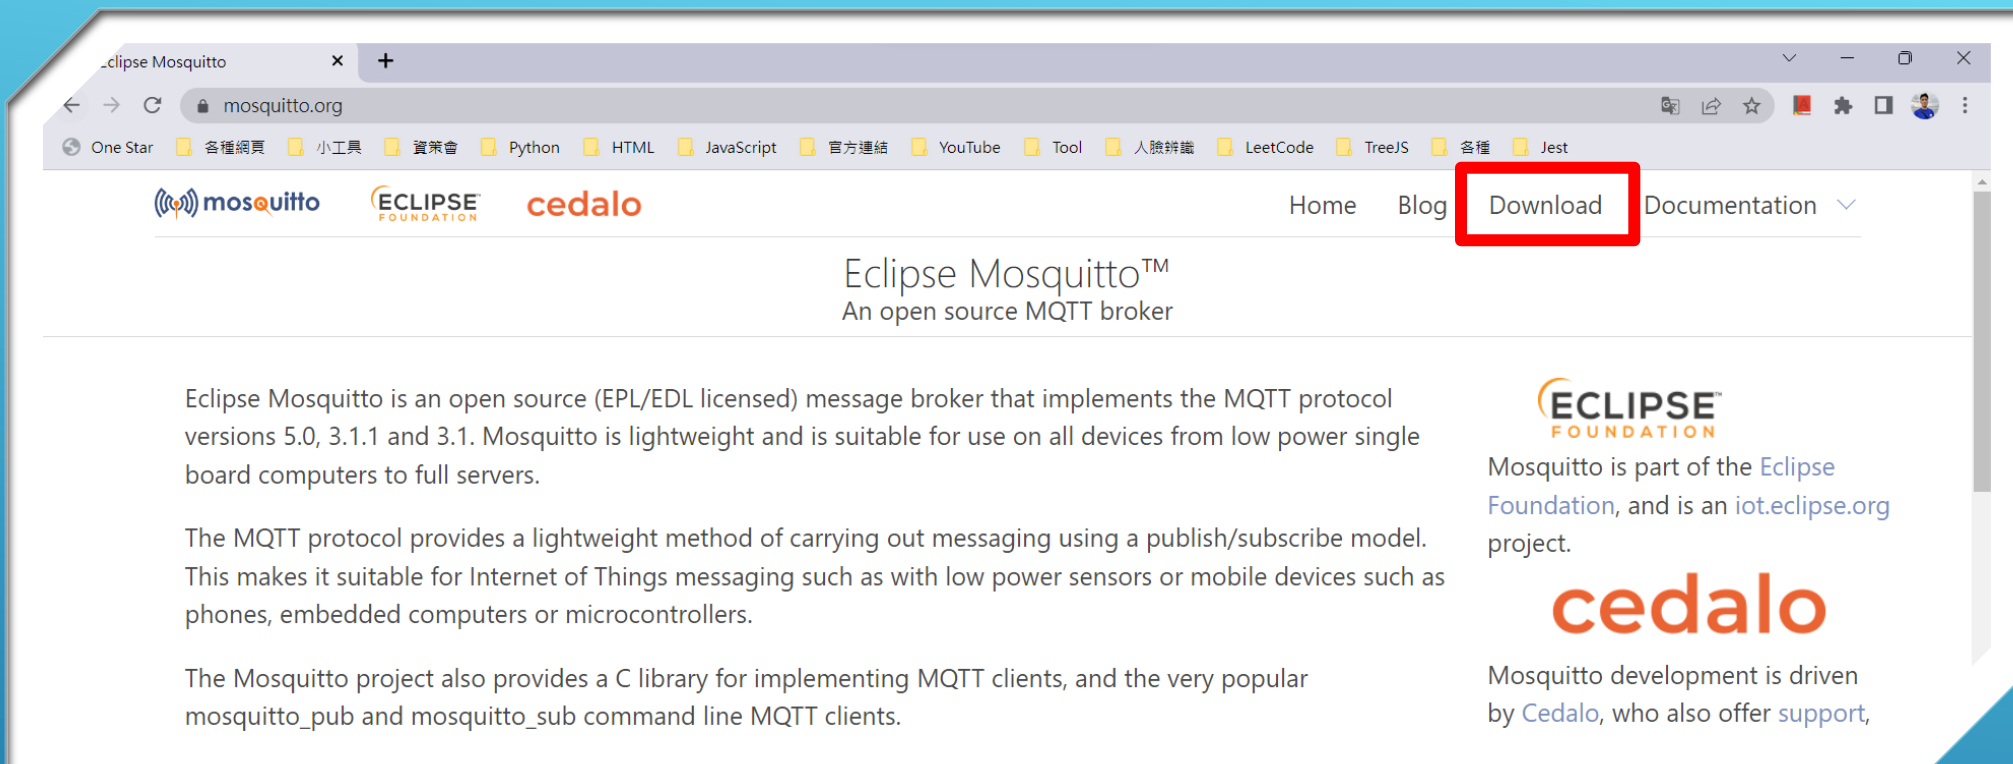 Eclipse Mosquitto
mosquitto.org
One Star 各種網頁 小工具 資策會 Python HTML JavaScript 官方連結 YouTube Tool 人臉辨識 LeetCode TreeJS 各種 Jest
mosquitto ECLIPSE FOUNDATION cedalo Home Blog Download Documentation
Eclipse Mosquitto™
An open source MQTT broker
Eclipse Mosquitto is an open source (EPL/EDL licensed) message broker that implements the MQTT protocol
versions 5.0, 3.1.1 and 3.1. Mosquitto is lightweight and is suitable for use on all devices from low power single
board computers to full servers.
The MQTT protocol provides a lightweight method of carrying out messaging using a publish/subscribe model.
This makes it suitable for Internet of Things messaging such as with low power sensors or mobile devices such as
phones, embedded computers or microcontrollers.
The Mosquitto project also provides a C library for implementing MQTT clients, and the very popular
mosquitto_pub and mosquitto_sub command line MQTT clients.
ECLIPSE™
FOUNDATION
Mosquitto is part of the Eclipse
Foundation, and is an iot.eclipse.org
project.
cedalo
Mosquitto development is driven
by Cedalo, who also offer support,